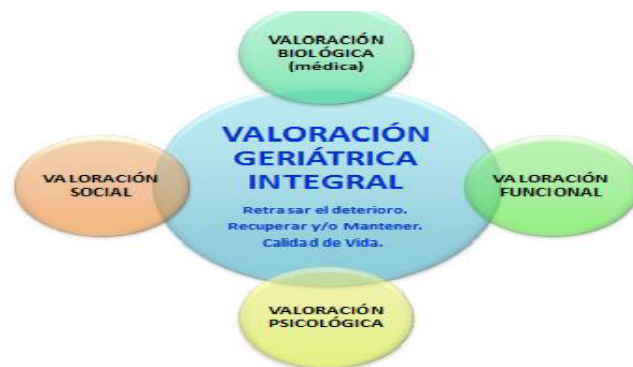 VALORACIÓN
BIOLÓGICA
(médica)
VALORACIÓN
GERIÁTRICA
INTEGRAL
Retrasar el deterioro.
Recuperar y/o Mantener.
Calidad de Vida.
VALORACIÓN
SOCIAL
VALORACIÓN
FUNCIONAL
VALORACIÓN
PSICOLÓGICA